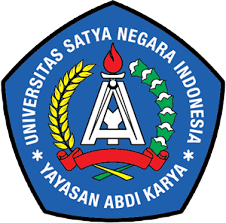 UNIVERSITAS SATYA NEGARA INDONESIA
YAYASAN ABDI KARYA